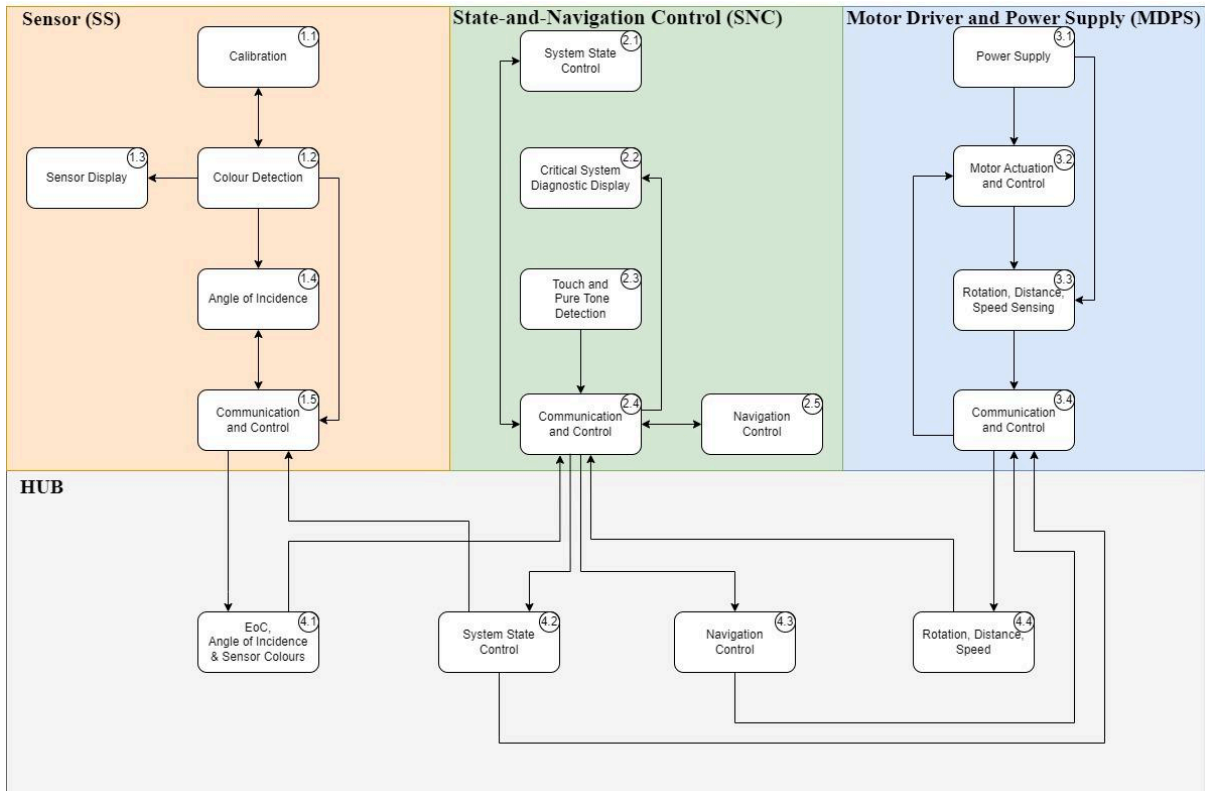 Sensor (SS)
State-and-Navigation Control (SNC)
Motor Driver and Power Supply (MDPS)
1.1
Calibration
1.3
Sensor Display
1.2
Colour Detection
1.4
Angle of Incidence
1.5
Communication
and Control
2.1
System State
Control
2.2
Critical System
Diagnostic Display
2.3
Touch and
Pure Tone
Detection
2.4
Communication
and Control
2.5
Navigation
Control
3.1
Power Supply
3.2
Motor Actuation
and Control
3.3
Rotation, Distance,
Speed Sensing
3.4
Communication
and Control
HUB
4.1
EoC,
Angle of Incidence
& Sensor Colours
4.2
System State
Control
4.3
Navigation
Control
4.4
Rotation, Distance,
Speed